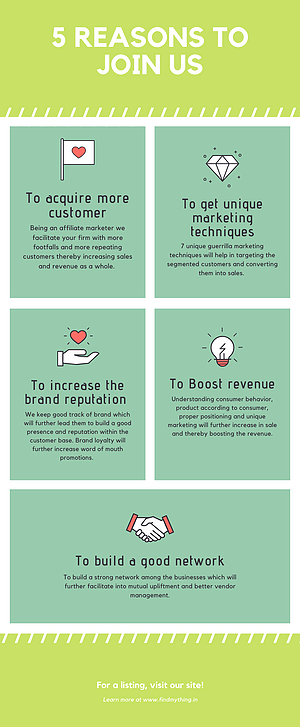 5 REASONS TO
JOIN US
To acquire more
customer
Being an affiliate marketer we
facilitate your firm with more
footfalls and more repeating
customers thereby increasing sales
and revenue as a whole.
To get unique
marketing
techniques
7 unique guerrilla marketing
techniques will help in targeting the
segmented customers and converting
them into sales.
To increase the
brand reputation
We keep good track of brand which
will further lead them to build a good
presence and reputation within the
customer base. Brand loyalty will
further increase word of mouth
promotions.
To Boost revenue
Understanding consumer behavior,
product according to consumer,
proper positioning and unique
marketing will further increase in sale
and thereby boosting the revenue.
To build a good network
To build a strong network among the businesses which will
further facilitate into mutual upliftment and better vendor
management.
For a listing, visit our site!
Learn more at www.findmything.in